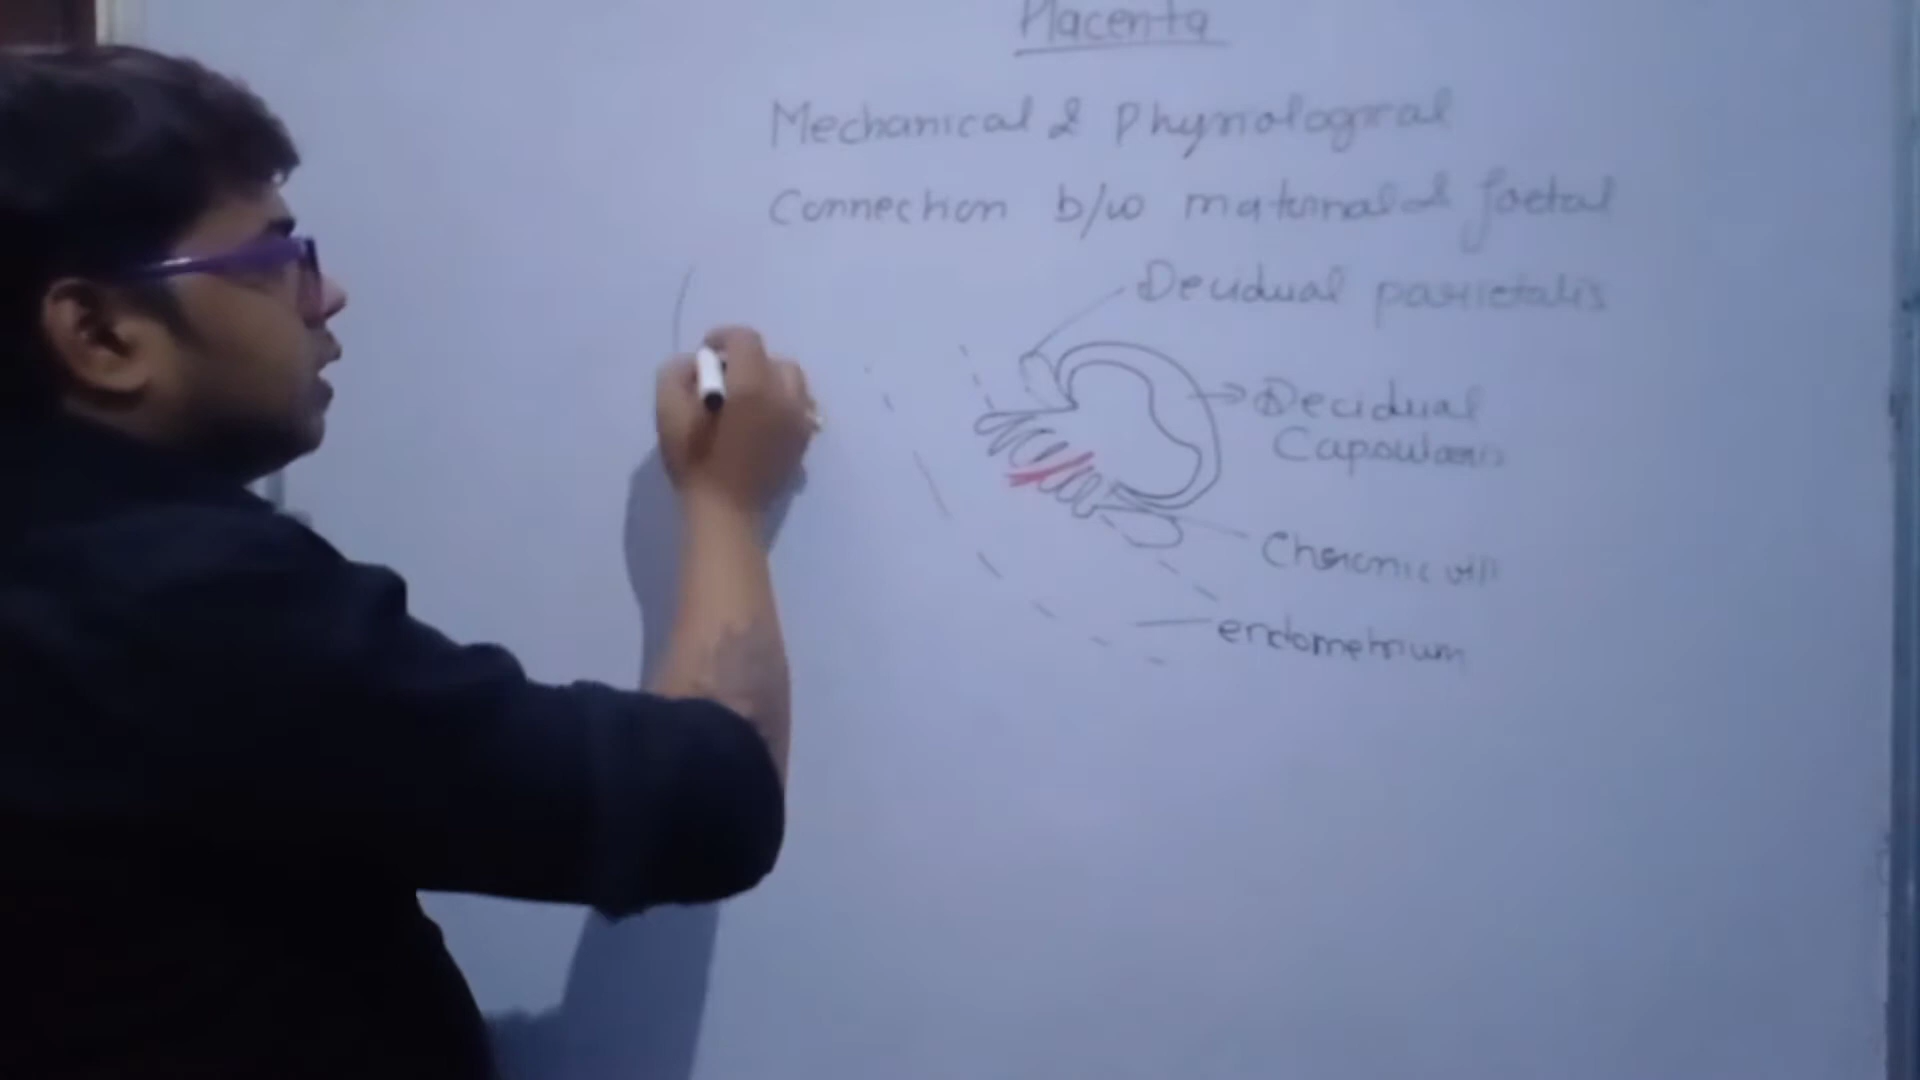 Placenta
Mechanical & Physiological
Connection b/w maternal & foetal
Decidual parietalis
Decidual
Capsularis
Chorionic villi
endometrium